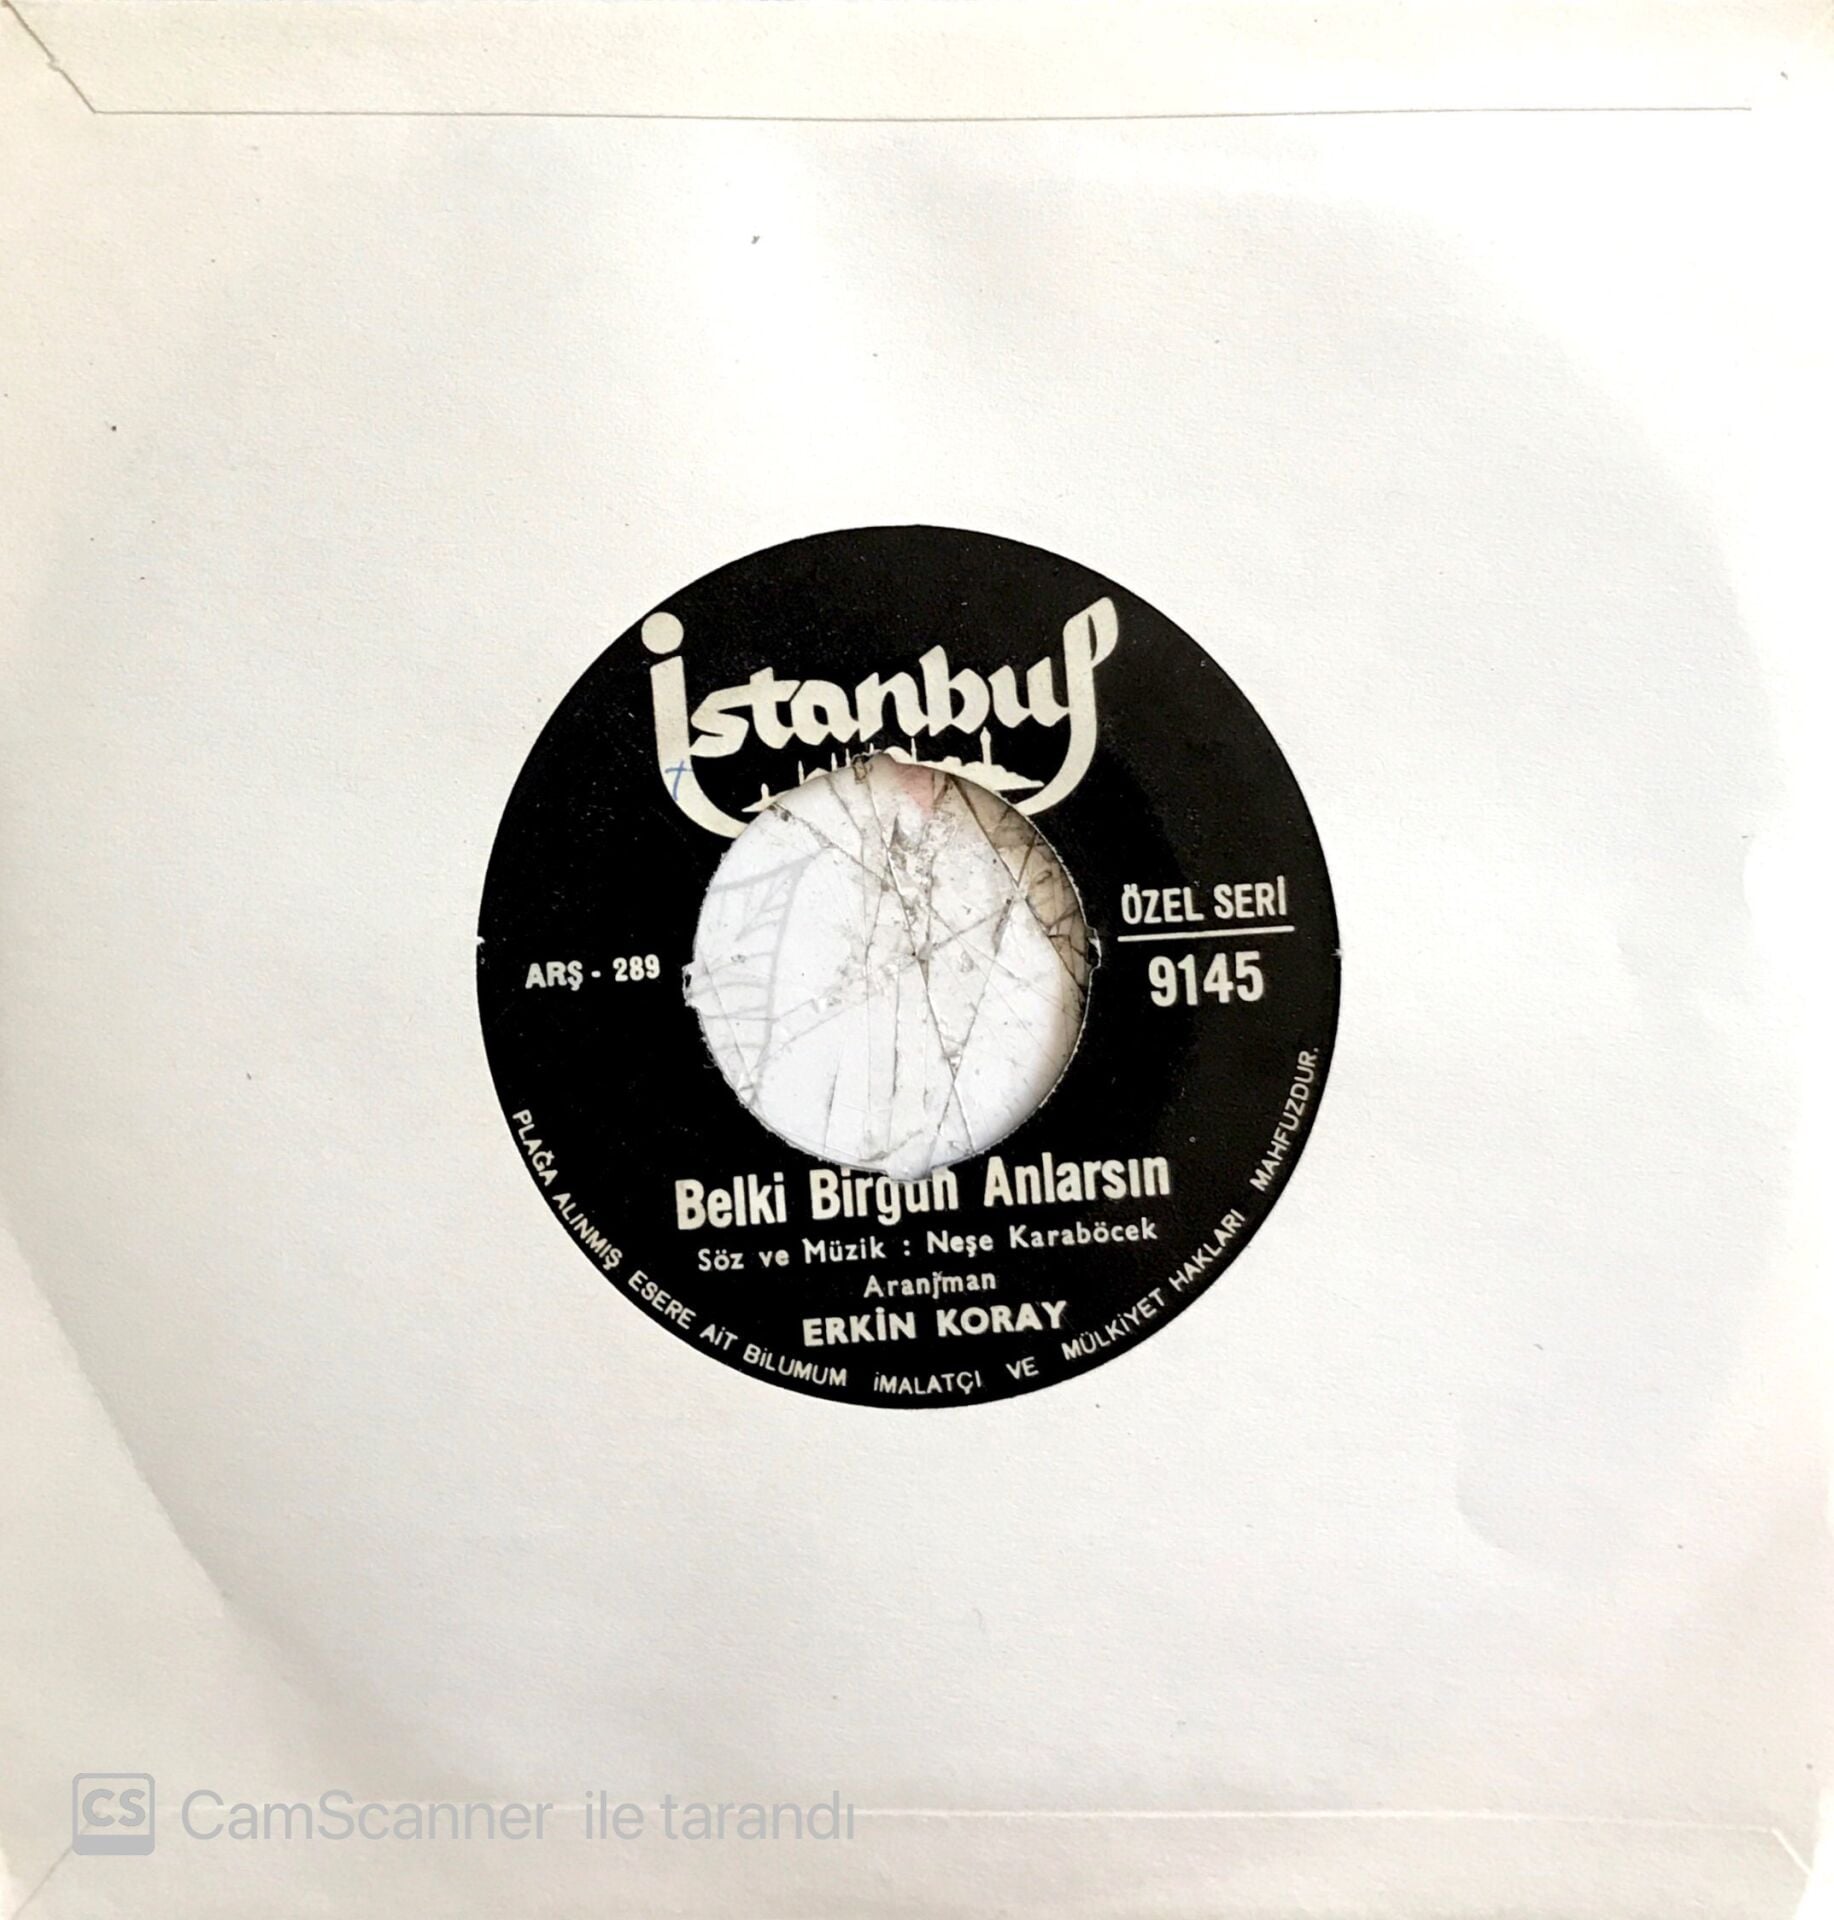 istanbul
ÖZEL SERİ
ARŞ - 289
9145
Belki Birgün Anlarsın
Söz ve Müzik : Neşe Karaböcek
Aranjman
ERKİN KORAY
PLAĞA ALINMIŞ ESERE AİT BİLUMUM İMALATÇI VE MÜLKİYET HAKLARI MAHFUZDUR.
CS CamScanner ile tarandı